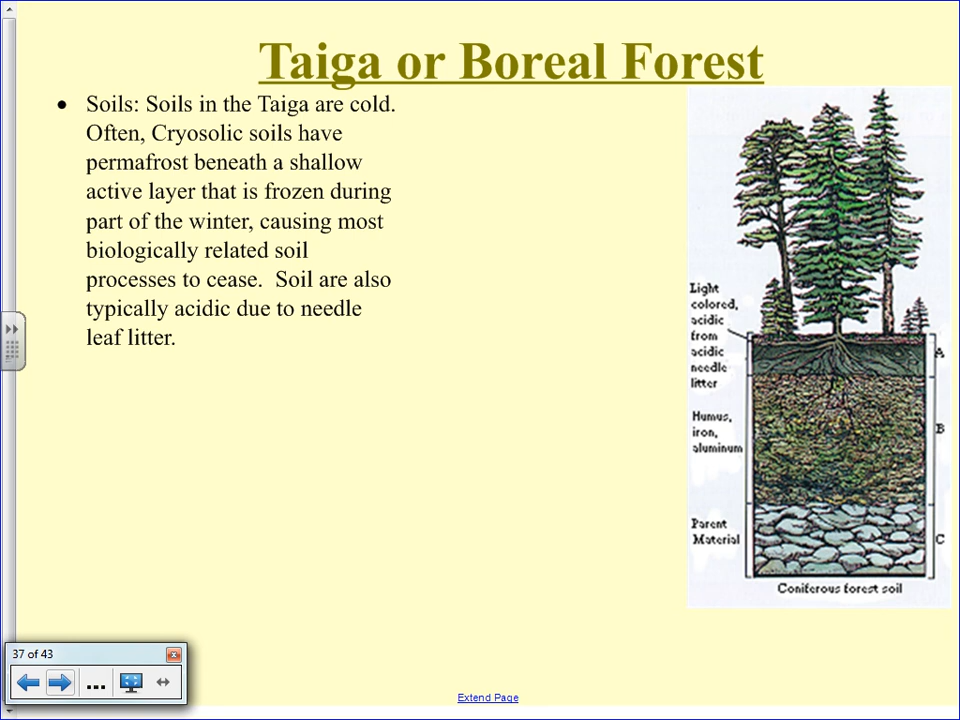 Taiga or Boreal Forest
• Soils: Soils in the Taiga are cold.
Often, Cryosolic soils have
permafrost beneath a shallow
active layer that is frozen during
part of the winter, causing most
biologically related soil
processes to cease.  Soil are also
typically acidic due to needle
leaf litter.
Light
colored,
acidic
from
acidic
needle
litter
A
Humus,
iron,
aluminum
B
Parent
Material
C
Coniferous forest soil
37 of 43
Extend Page